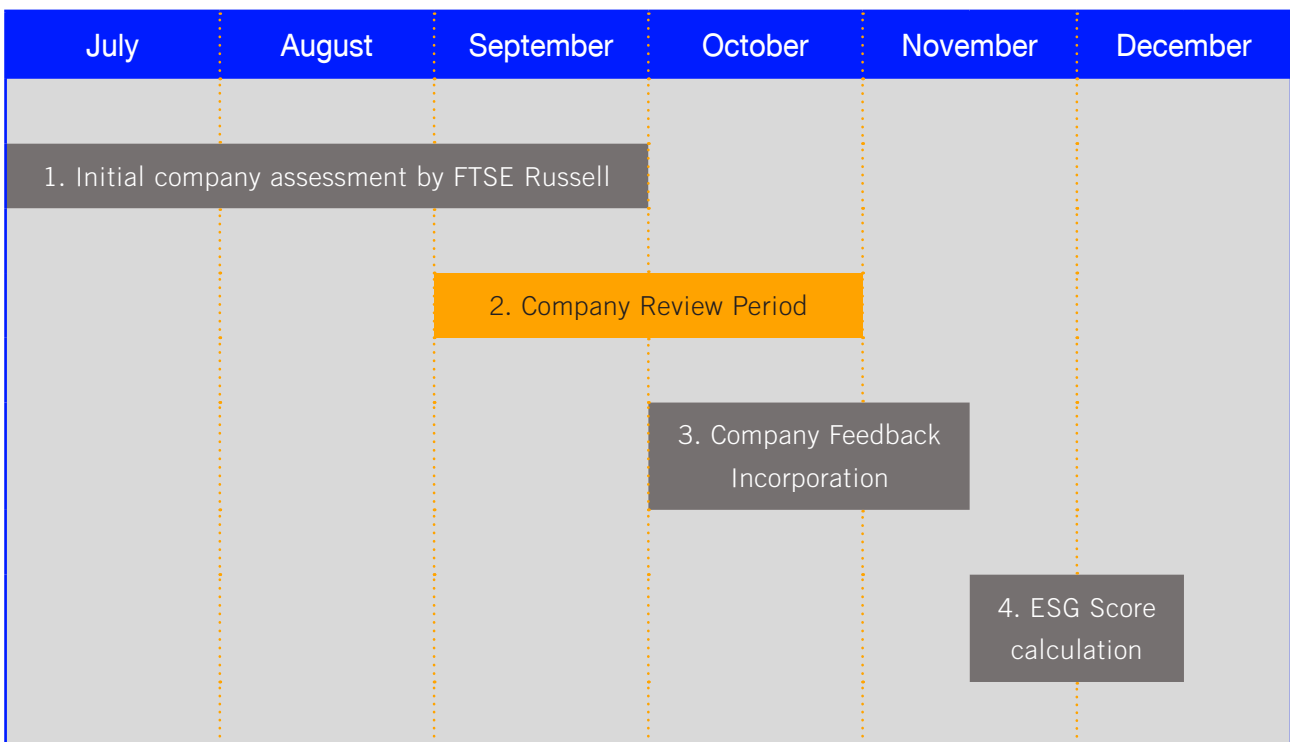 July August September October November December
1. Initial company assessment by FTSE Russell
2. Company Review Period
3. Company Feedback
Incorporation
4. ESG Score
calculation